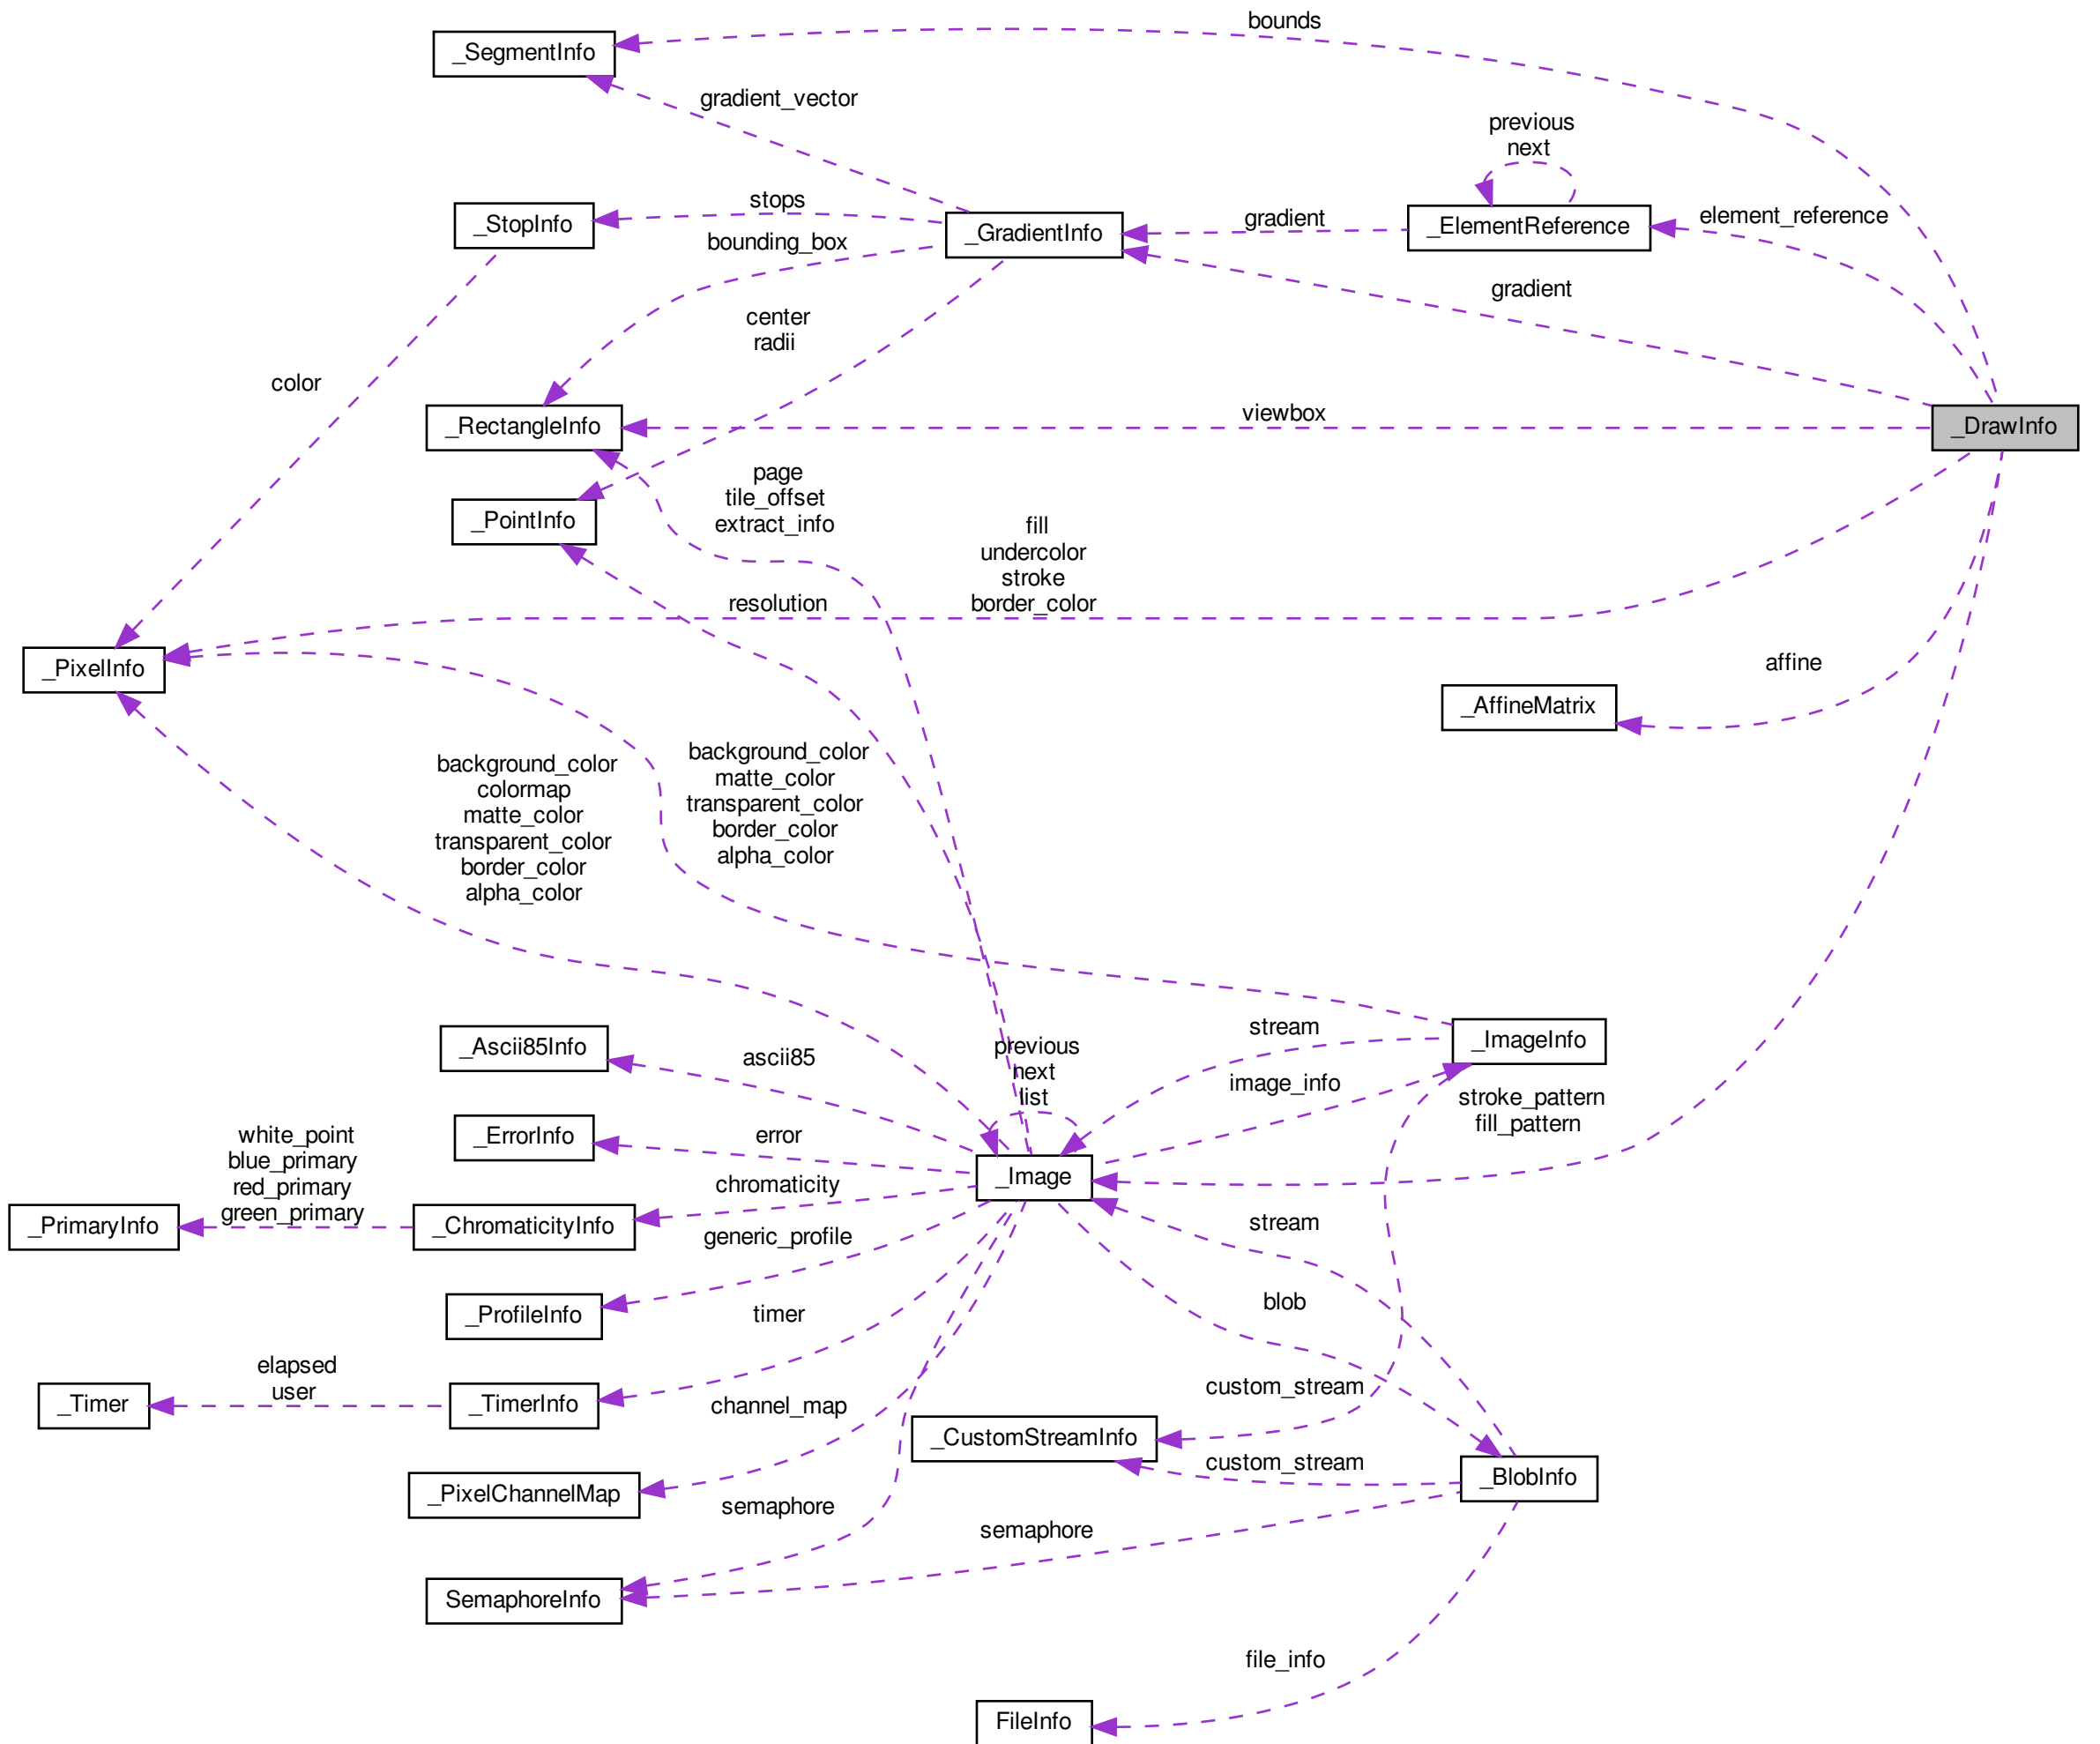 bounds
_SegmentInfo
gradient_vector
previous
next
_StopInfo
stops
_GradientInfo
gradient
_ElementReference
element_reference
bounding_box
gradient
center
radii
color
_RectangleInfo
viewbox
_DrawInfo
page
tile_offset
extract_info
_PointInfo
fill
undercolor
stroke
border_color
resolution
_PixelInfo
affine
_AffineMatrix
background_color
colormap
matte_color
transparent_color
border_color
alpha_color
background_color
matte_color
transparent_color
border_color
alpha_color
_Ascii85Info
ascii85
previous
next
list
stream
_ImageInfo
image_info
stroke_pattern
fill_pattern
_ErrorInfo
error
_Image
white_point
blue_primary
red_primary
green_primary
_PrimaryInfo
_ChromaticityInfo
chromaticity
stream
generic_profile
_ProfileInfo
timer
blob
elapsed
user
_Timer
_TimerInfo
channel_map
custom_stream
_CustomStreamInfo
custom_stream
_BlobInfo
_PixelChannelMap
semaphore
semaphore
SemaphoreInfo
file_info
FileInfo